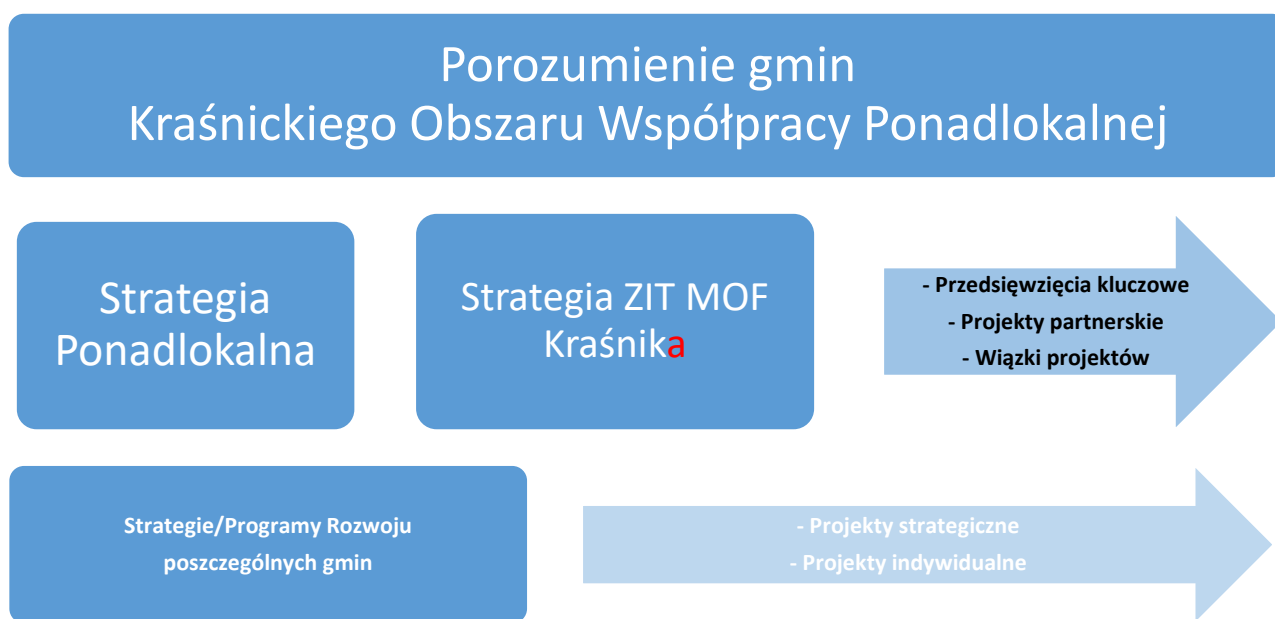 Porozumienie gmin
Kraśnickiego Obszaru Współpracy Ponadlokalnej
Strategia
Ponadlokalna
Strategia ZIT MOF
Kraśnika
- Przedsięwzięcia kluczowe
- Projekty partnerskie
- Wiązki projektów
Strategie/Programy Rozwoju
poszczególnych gmin
- Projekty strategiczne
- Projekty indywidualne